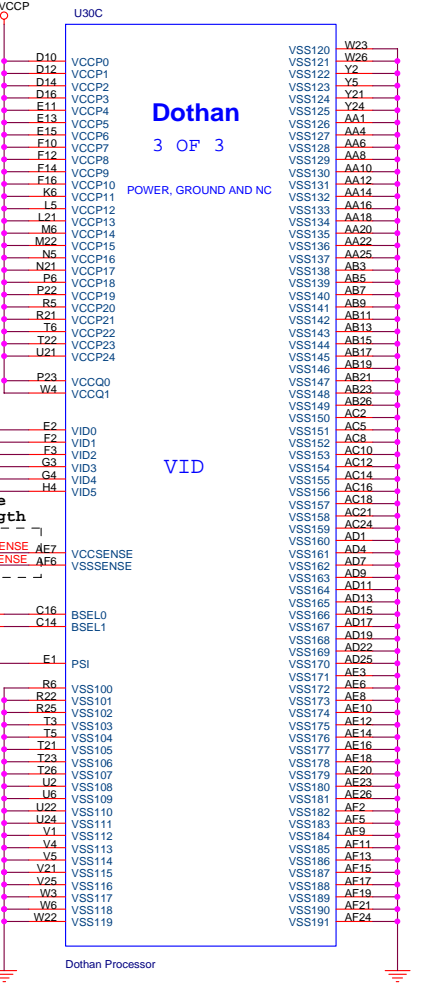 VCCP
U30C
D10 VCCP0
D12 VCCP1
D14 VCCP2
D16 VCCP3
E11 VCCP4
E13 VCCP5
E15 VCCP6
F10 VCCP7
F12 VCCP8
F14 VCCP9
F16 VCCP10
K6 VCCP11
L5 VCCP12
L21 VCCP13
M6 VCCP14
M22 VCCP15
N5 VCCP16
N21 VCCP17
P6 VCCP18
P22 VCCP19
R5 VCCP20
R21 VCCP21
T6 VCCP22
T22 VCCP23
U21 VCCP24
P23 VCCQ0
W4 VCCQ1
E2 VID0
F2 VID1
F3 VID2
G3 VID3
G4 VID4
H4 VID5
e
gth
ENSE AE7 VCCSENSE
ENSE AF6 VSSSENSE
C16 BSEL0
C14 BSEL1
E1 PSI
R6 VSS100
R22 VSS101
R25 VSS102
T3 VSS103
T5 VSS104
T21 VSS105
T23 VSS106
T26 VSS107
U2 VSS108
U6 VSS109
U22 VSS110
U24 VSS111
V1 VSS112
V4 VSS113
V5 VSS114
V21 VSS115
V25 VSS116
W3 VSS117
W6 VSS118
W22 VSS119
Dothan
3 OF 3
POWER, GROUND AND NC
VID
VSS120 W23
VSS121 W26
VSS122 Y2
VSS123 Y5
VSS124 Y21
VSS125 Y24
VSS126 AA1
VSS127 AA4
VSS128 AA6
VSS129 AA8
VSS130 AA10
VSS131 AA12
VSS132 AA14
VSS133 AA16
VSS134 AA18
VSS135 AA20
VSS136 AA22
VSS137 AA25
VSS138 AB3
VSS139 AB5
VSS140 AB7
VSS141 AB9
VSS142 AB11
VSS143 AB13
VSS144 AB15
VSS145 AB17
VSS146 AB19
VSS147 AB21
VSS148 AB23
VSS149 AB26
VSS150 AC2
VSS151 AC5
VSS152 AC8
VSS153 AC10
VSS154 AC12
VSS155 AC14
VSS156 AC16
VSS157 AC18
VSS158 AC21
VSS159 AC24
VSS160 AD1
VSS161 AD4
VSS162 AD7
VSS163 AD9
VSS164 AD11
VSS165 AD13
VSS166 AD15
VSS167 AD17
VSS168 AD19
VSS169 AD22
VSS170 AD25
VSS171 AE3
VSS172 AE6
VSS173 AE8
VSS174 AE10
VSS175 AE12
VSS176 AE14
VSS177 AE16
VSS178 AE18
VSS179 AE20
VSS180 AE23
VSS181 AE26
VSS182 AF2
VSS183 AF5
VSS184 AF9
VSS185 AF11
VSS186 AF13
VSS187 AF15
VSS188 AF17
VSS189 AF19
VSS190 AF21
VSS191 AF24
Dothan Processor